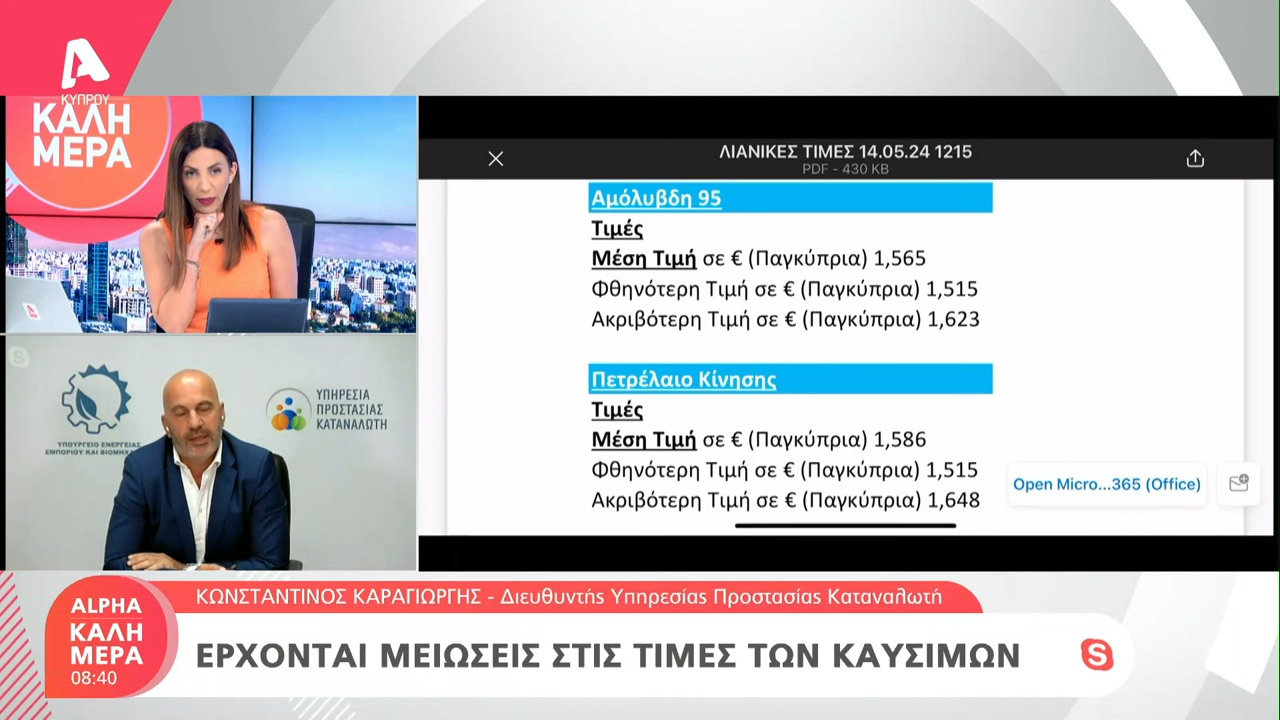 ΚΥΠΡΟΥ
ΚΑΛΗ
ΜΕΡΑ
ΛΙΑΝΙΚΕΣ ΤΙΜΕΣ 14.05.24 1215
PDF – 430 KB
Αμόλυβδη 95
Τιμές
Μέση Τιμή σε € (Παγκύπρια) 1,565
Φθηνότερη Τιμή σε € (Παγκύπρια) 1,515
Ακριβότερη Τιμή σε € (Παγκύπρια) 1,623
Πετρέλαιο Κίνησης
Τιμές
Μέση Τιμή σε € (Παγκύπρια) 1,586
Φθηνότερη Τιμή σε € (Παγκύπρια) 1,515
Ακριβότερη Τιμή σε € (Παγκύπρια) 1,648
Open Micro...365 (Office)
ΥΠΟΥΡΓΕΙΟ ΕΝΕΡΓΕΙΑΣ
ΕΜΠΟΡΙΟΥ ΚΑΙ
ΥΠΗΡΕΣΙΑ
ΠΡΟΣΤΑΣΙΑΣ
ΚΑΤΑΝΑΛΩΤΗ
ΚΩΝΣΤΑΝΤΙΝΟΣ ΚΑΡΑΓΙΩΡΓΗΣ - Διευθυντής Υπηρεσίας Προστασίας Καταναλωτή
ALPHA
ΚΑΛΗ
ΜΕΡΑ
08:40
ΕΡΧΟΝΤΑΙ ΜΕΙΩΣΕΙΣ ΣΤΙΣ ΤΙΜΕΣ ΤΩΝ ΚΑΥΣΙΜΩΝ
S